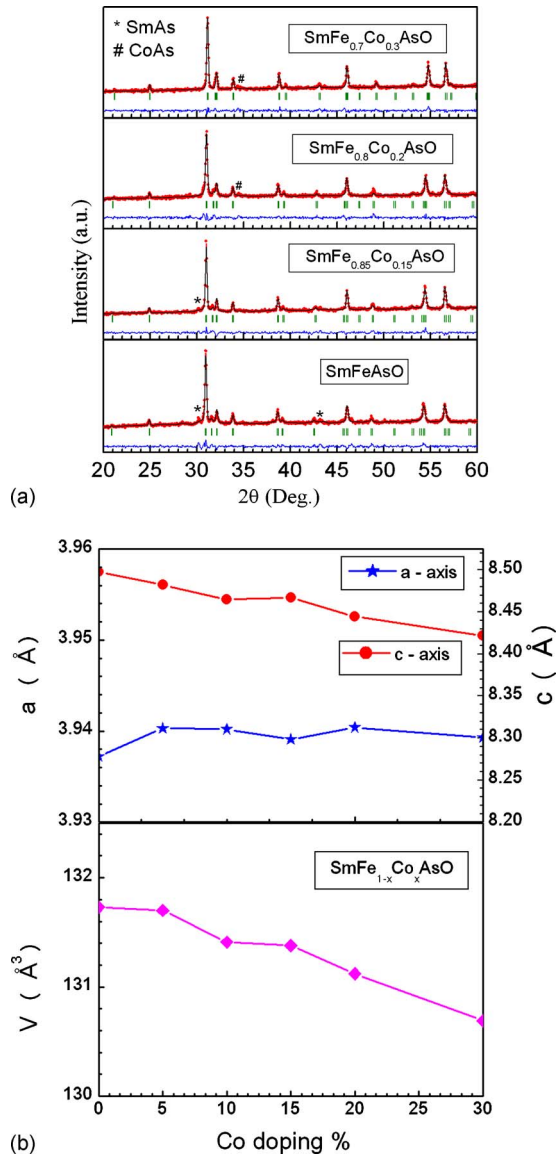 * SmAs
# CoAs
SmFe0.7Co0.3AsO
#
SmFe0.8Co0.2AsO
#
SmFe0.85Co0.15AsO
*
SmFeAsO
* *
Intensity (a.u.)
20 25 30 35 40 45 50 55 60
2θ (Deg.)
(a)
3.96
3.95
3.94
3.93
a ( Å)
a - axis
c - axis
8.50
8.45
8.40
8.35
8.30
8.25
8.20
c ( Å)
SmFe1-xCoxAsO
132
131
130
V ( Å3)
0 5 10 15 20 25 30
Co doping %
(b)